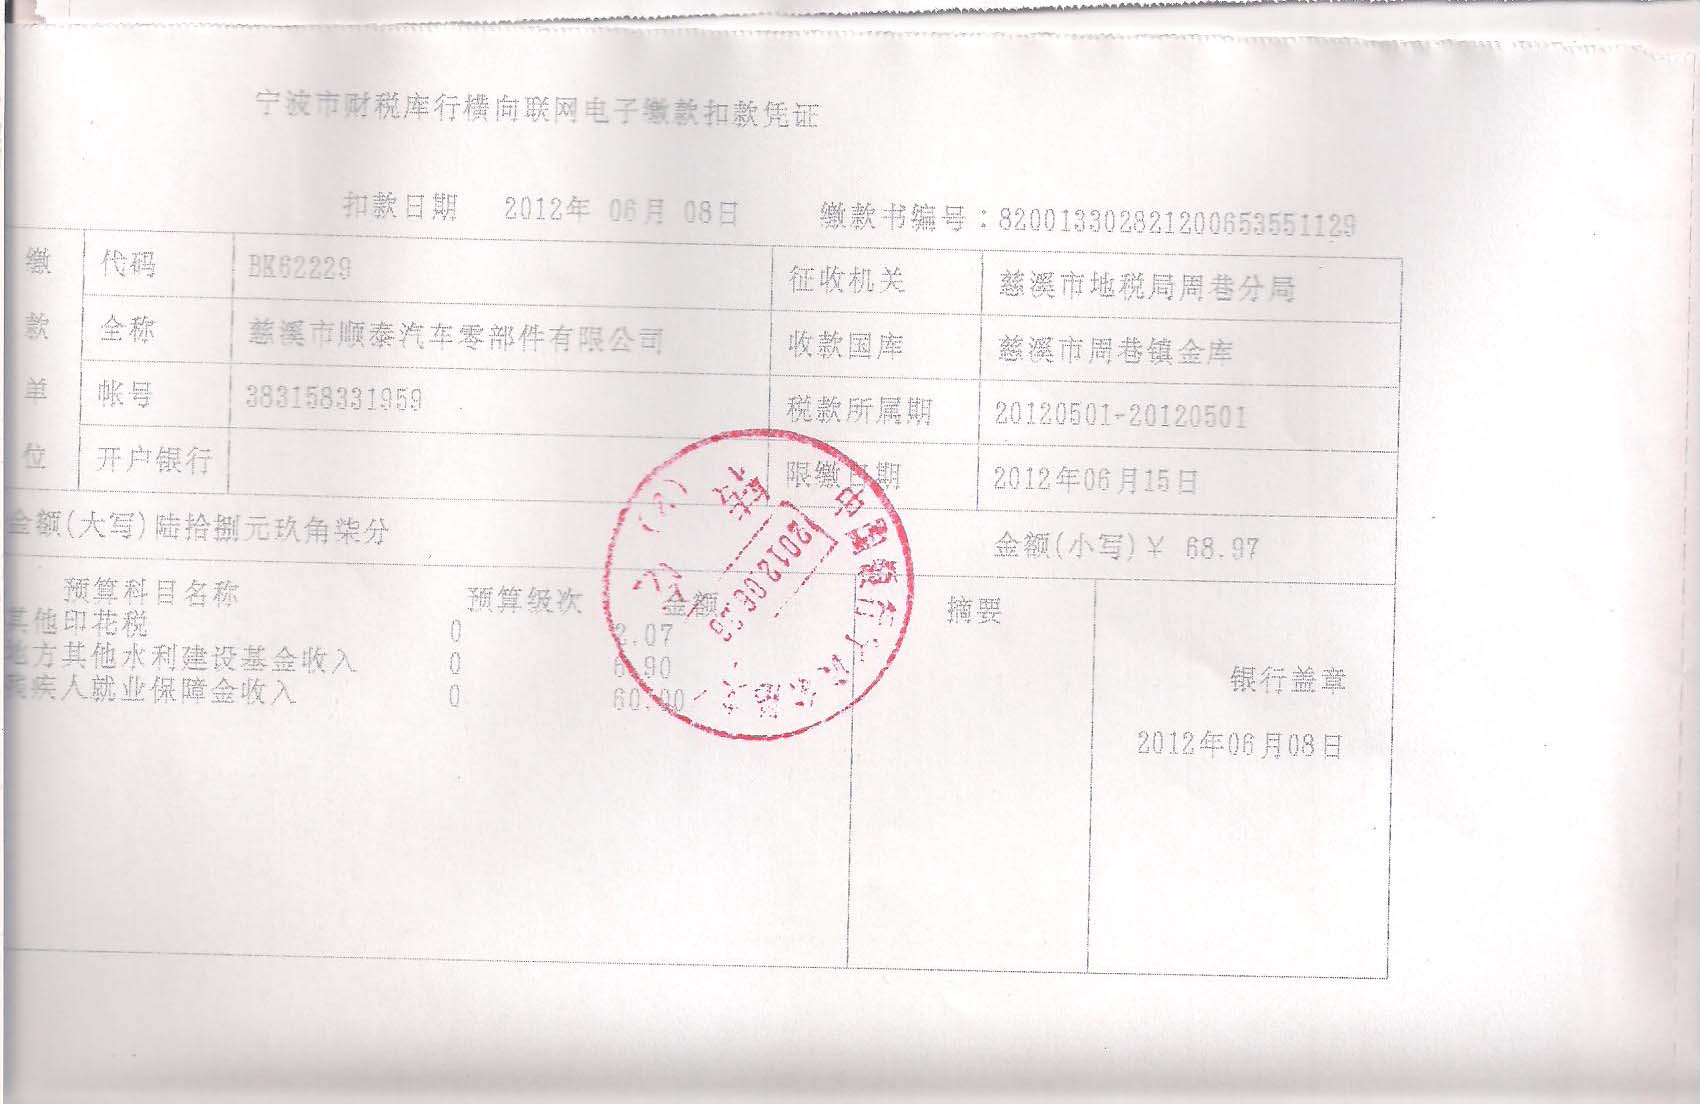 宁波市财税库行横向联网电子缴款扣款凭证
扣款日期 2012年 06月 08日 缴款书编号：820013302821200653551129
缴款单位
代码 BK62229 征收机关 慈溪市地税局周巷分局
全称 慈溪市顺泰汽车零部件有限公司 收款国库 慈溪市周巷镇金库
帐号 383158331959 税款所属期 20120501-20120501
开户银行 限缴日期 2012年06月15日
金额(大写)陆拾捌元玖角柒分 金额(小写)￥ 68.97
预算科目名称 预算级次 金额 摘要
其他印花税 0 2.07
地方其他水利建设基金收入 0 6.90
残疾人就业保障金收入 0 60.00
银行盖章
2012年06月08日
中国银行
2012.06.08